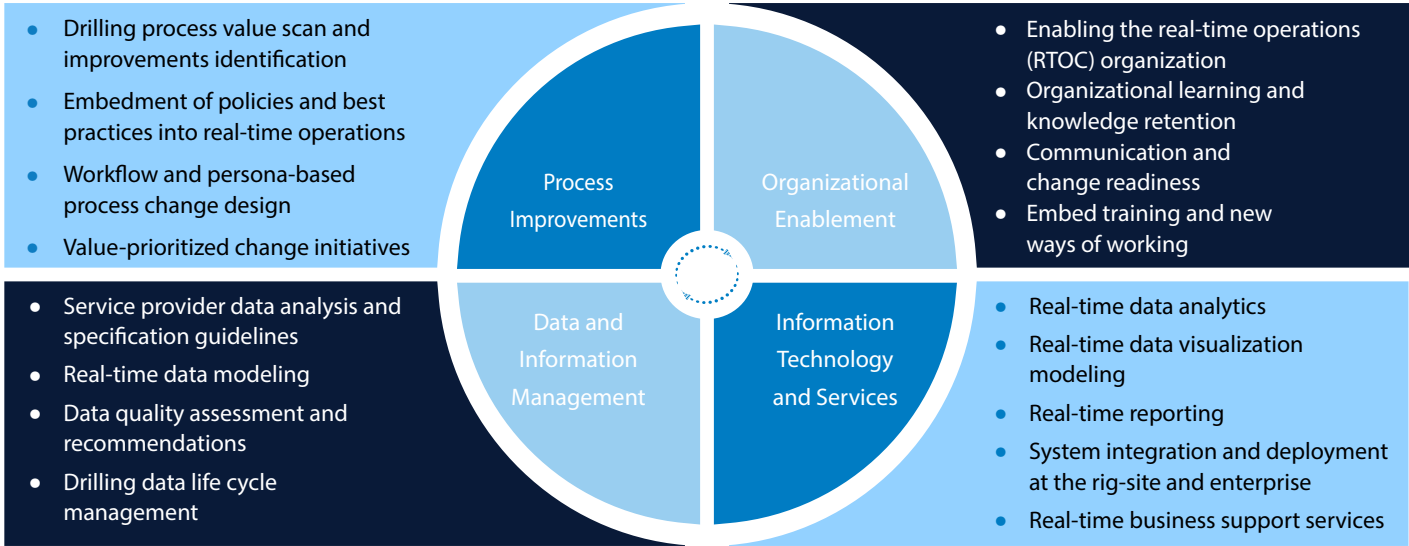 Drilling process value scan and
improvements identification
Embedment of policies and best
practices into real-time operations
Workflow and persona-based
process change design
Value-prioritized change initiatives
Process
Improvements
Organizational
Enablement
Enabling the real-time operations
(RTOC) organization
Organizational learning and
knowledge retention
Communication and
change readiness
Embed training and new
ways of working
Service provider data analysis and
specification guidelines
Real-time data modeling
Data quality assessment and
recommendations
Drilling data life cycle
management
Data and
Information
Management
Information
Technology
and Services
Real-time data analytics
Real-time data visualization
modeling
Real-time reporting
System integration and deployment
at the rig-site and enterprise
Real-time business support services